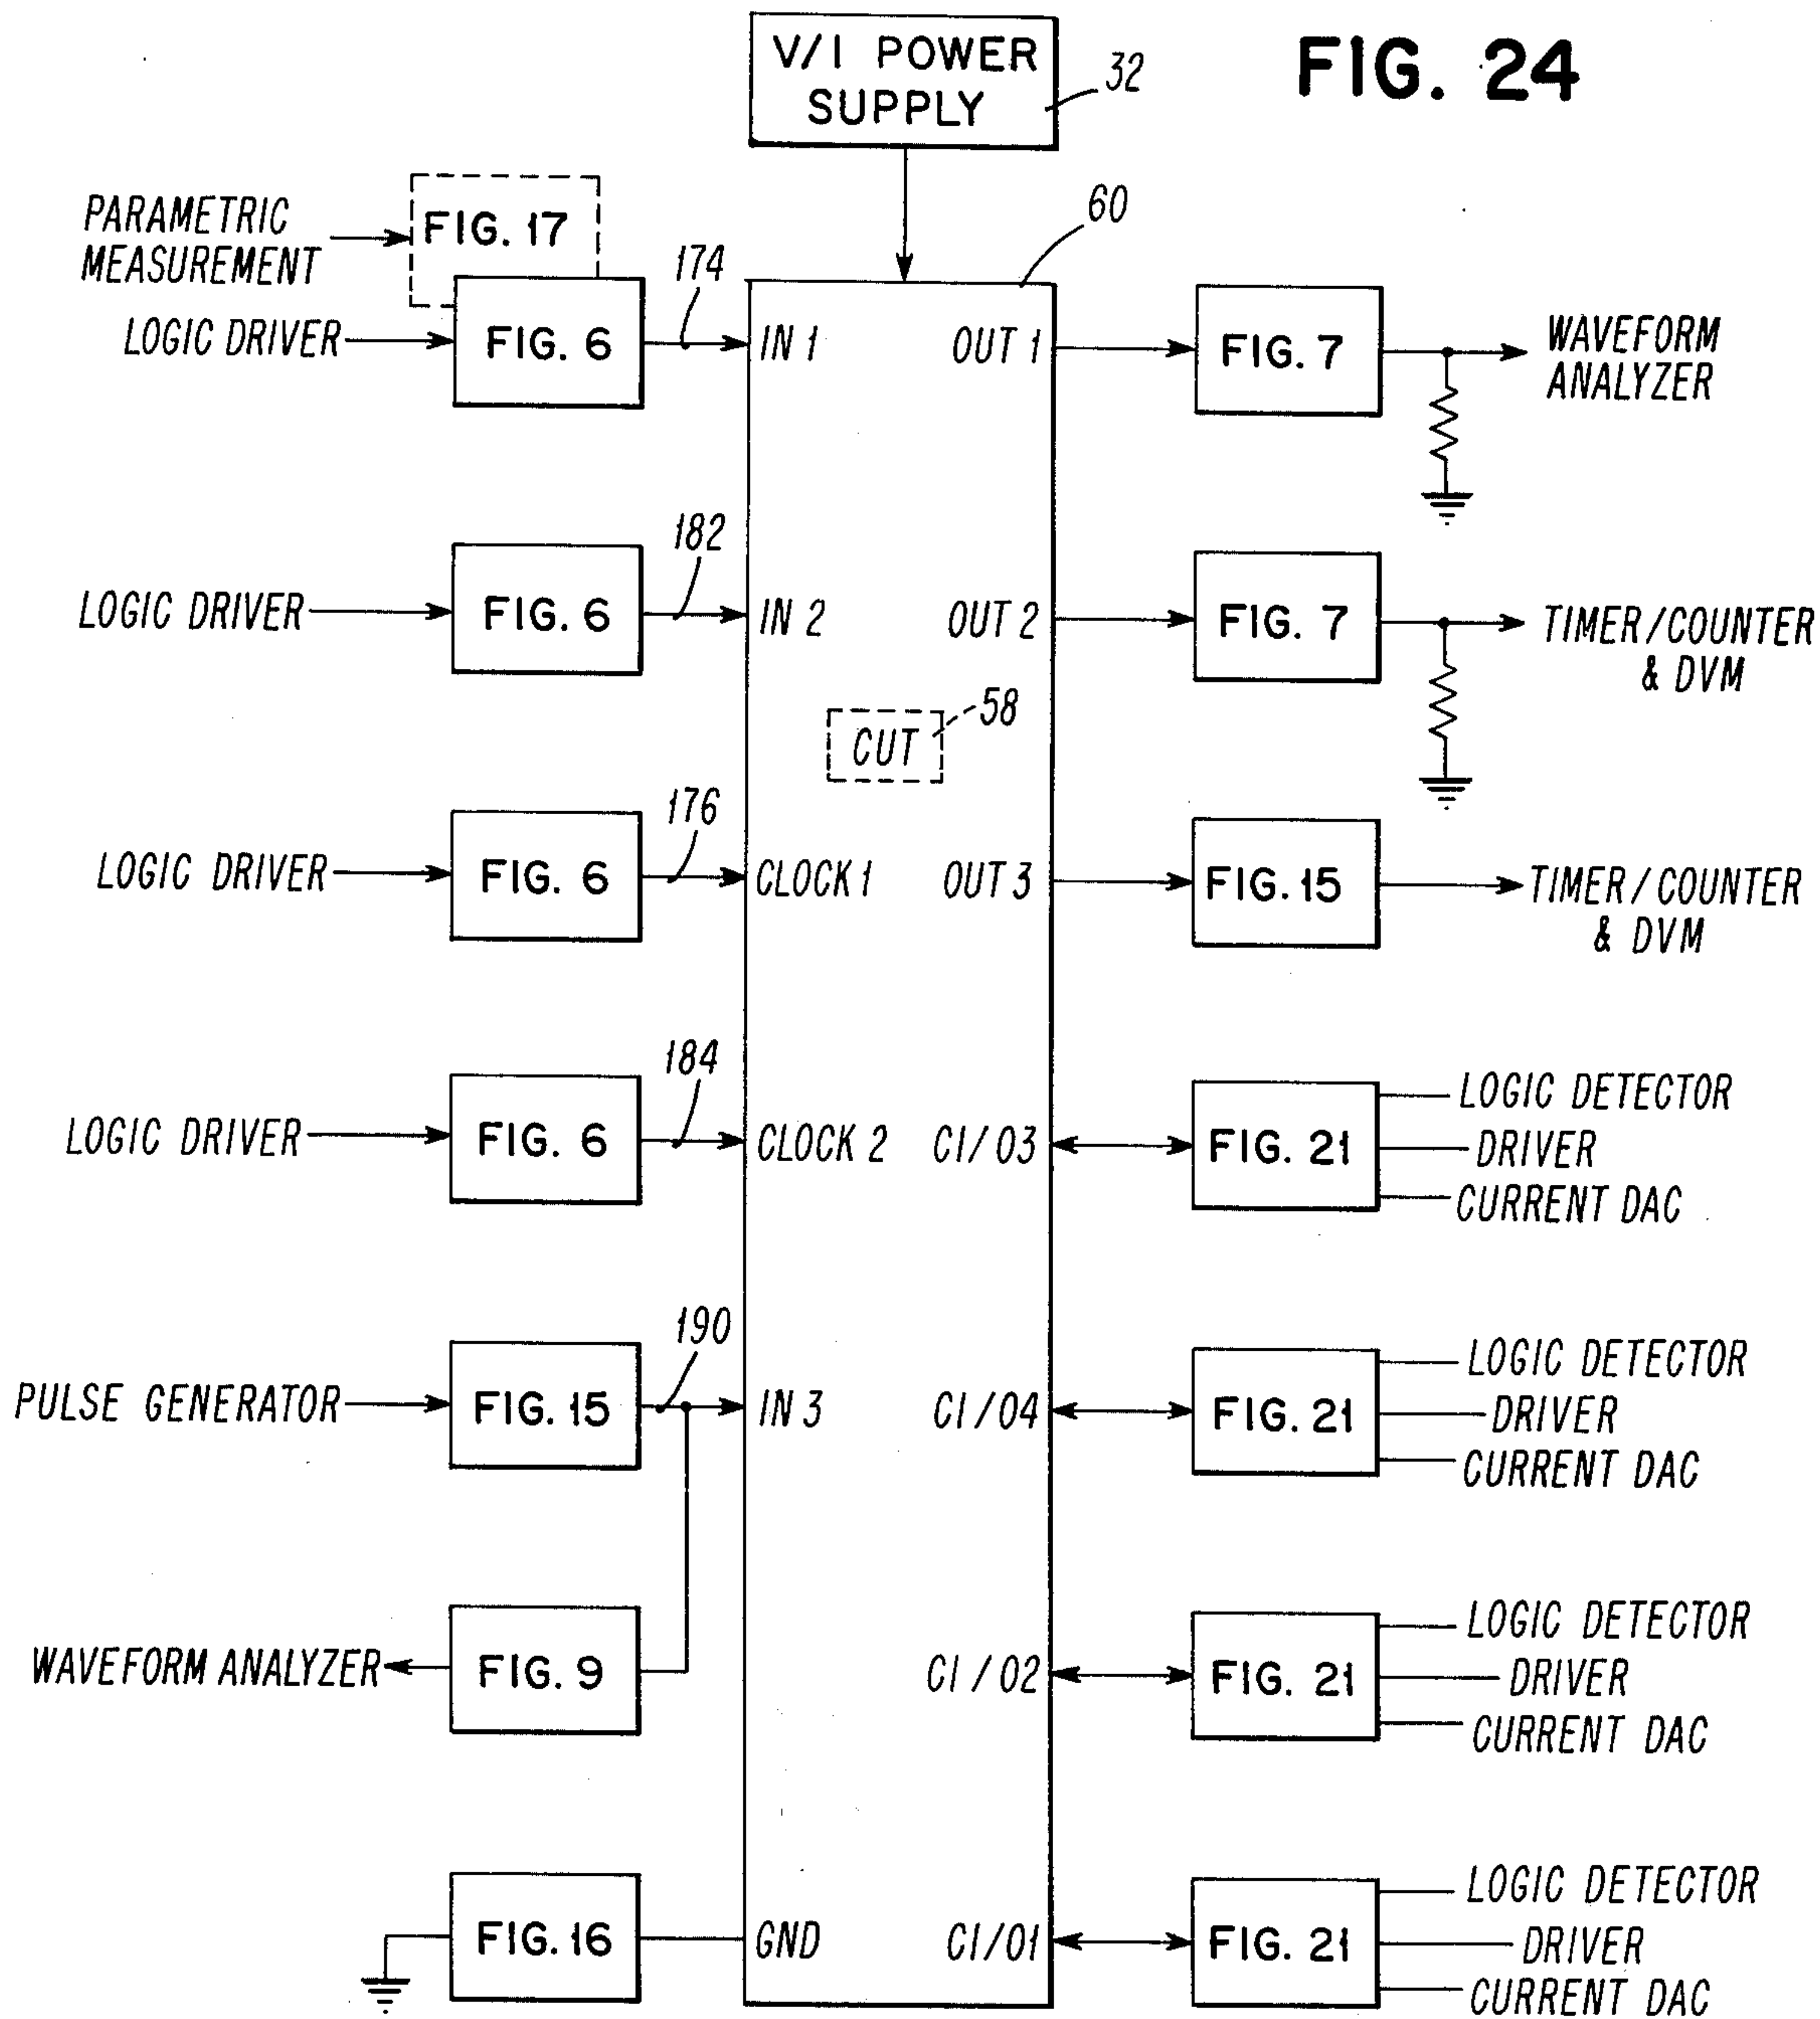 V/I POWER
SUPPLY
32
FIG. 24
60
PARAMETRIC
MEASUREMENT
FIG. 17
LOGIC DRIVER
FIG. 6
174
IN 1
OUT 1
FIG. 7
WAVEFORM
ANALYZER
LOGIC DRIVER
FIG. 6
182
IN 2
OUT 2
FIG. 7
TIMER/COUNTER
& DVM
CUT
58
LOGIC DRIVER
FIG. 6
176
CLOCK 1
OUT 3
FIG. 15
TIMER/COUNTER
& DVM
LOGIC DRIVER
FIG. 6
184
CLOCK 2
CI/03
FIG. 21
LOGIC DETECTOR
DRIVER
CURRENT DAC
PULSE GENERATOR
FIG. 15
190
IN 3
CI/04
FIG. 21
LOGIC DETECTOR
DRIVER
CURRENT DAC
WAVEFORM ANALYZER
FIG. 9
CI/02
FIG. 21
LOGIC DETECTOR
DRIVER
CURRENT DAC
FIG. 16
GND
CI/01
FIG. 21
LOGIC DETECTOR
DRIVER
CURRENT DAC